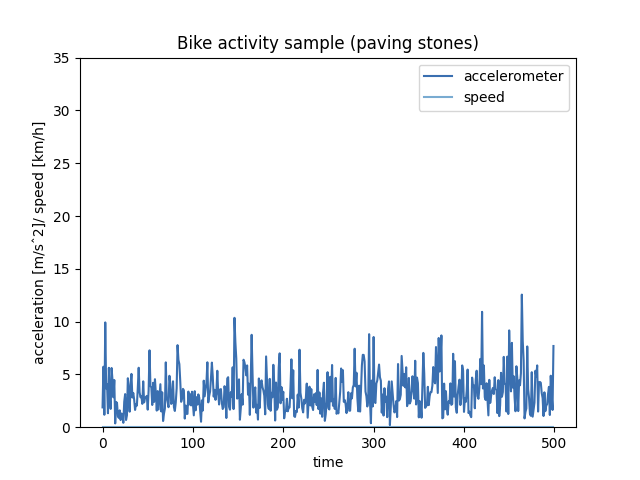 Bike activity sample (paving stones)
accelerometer
speed
acceleration [m/sˆ2]/ speed [km/h]
35
30
25
20
15
10
5
0
0 100 200 300 400 500
time